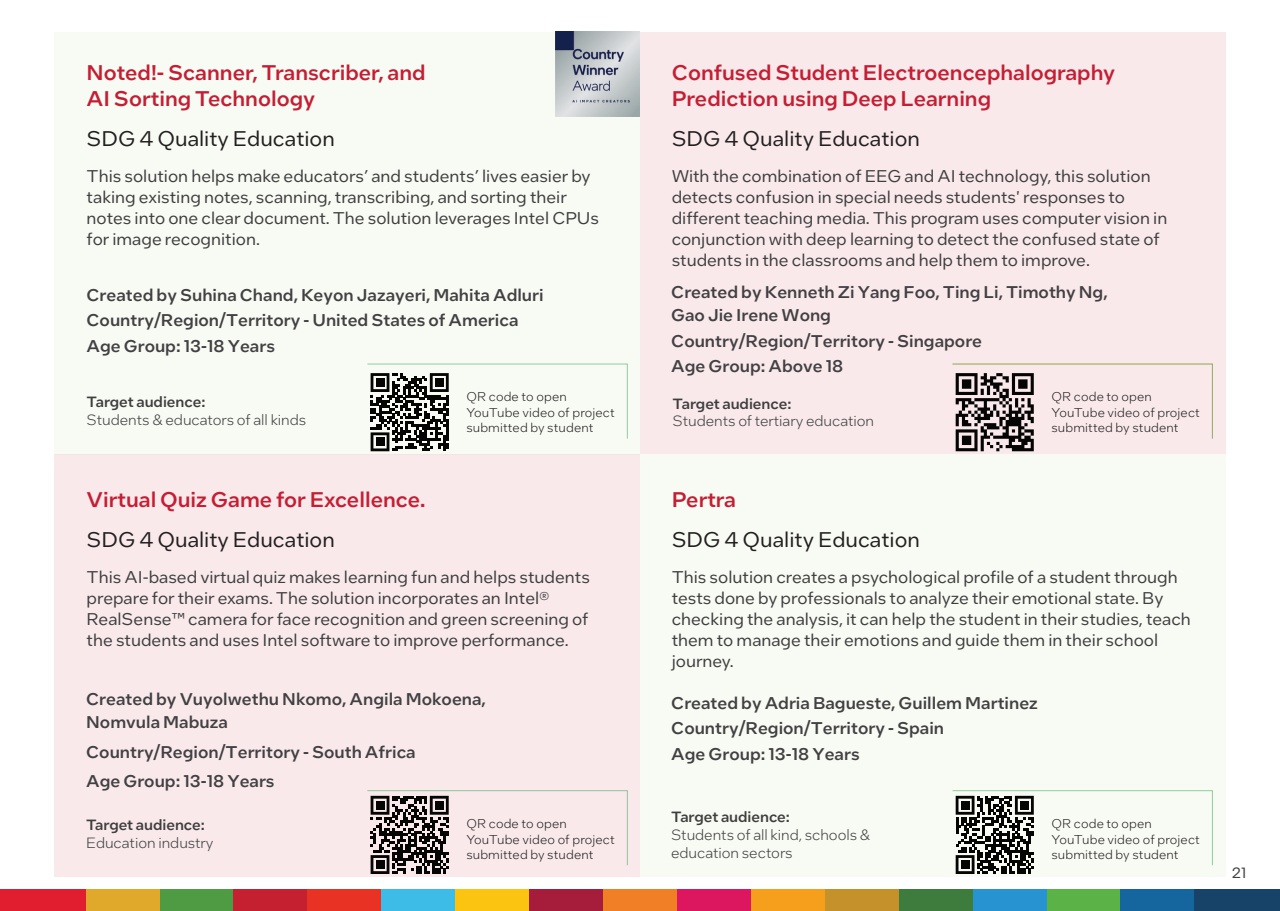 Noted!- Scanner, Transcriber, and
AI Sorting Technology
Country
Winner
Award
AI IMPACT CREATORS
SDG 4 Quality Education
This solution helps make educators’ and students’ lives easier by
taking existing notes, scanning, transcribing, and sorting their
notes into one clear document. The solution leverages Intel CPUs
for image recognition.
Created by Suhina Chand, Keyon Jazayeri, Mahita Adluri
Country/Region/Territory - United States of America
Age Group: 13-18 Years
Target audience:
Students & educators of all kinds
QR code to open
YouTube video of project
submitted by student
Confused Student Electroencephalography
Prediction using Deep Learning
SDG 4 Quality Education
With the combination of EEG and AI technology, this solution
detects confusion in special needs students' responses to
different teaching media. This program uses computer vision in
conjunction with deep learning to detect the confused state of
students in the classrooms and help them to improve.
Created by Kenneth Zi Yang Foo, Ting Li, Timothy Ng,
Gao Jie Irene Wong
Country/Region/Territory - Singapore
Age Group: Above 18
Target audience:
Students of tertiary education
QR code to open
YouTube video of project
submitted by student
Virtual Quiz Game for Excellence.
SDG 4 Quality Education
This AI-based virtual quiz makes learning fun and helps students
prepare for their exams. The solution incorporates an Intel®
RealSense™ camera for face recognition and green screening of
the students and uses Intel software to improve performance.
Created by Vuyolwethu Nkomo, Angila Mokoena,
Nomvula Mabuza
Country/Region/Territory - South Africa
Age Group: 13-18 Years
Target audience:
Education industry
QR code to open
YouTube video of project
submitted by student
Pertra
SDG 4 Quality Education
This solution creates a psychological profile of a student through
tests done by professionals to analyze their emotional state. By
checking the analysis, it can help the student in their studies, teach
them to manage their emotions and guide them in their school
journey.
Created by Adria Bagueste, Guillem Martinez
Country/Region/Territory - Spain
Age Group: 13-18 Years
Target audience:
Students of all kind, schools &
education sectors
QR code to open
YouTube video of project
submitted by student
21